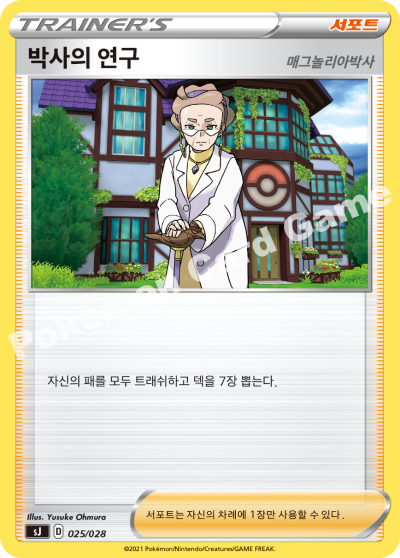 TRAINER'S
서포트
박사의 연구
매그놀리아박사
Pokémon Card Game
자신의 패를 모두 트래쉬하고 덱을 7장 뽑는다.
Illus. Yusuke Ohmura
sJ D 025/028
서포트는 자신의 차례에 1장만 사용할 수 있다.
©2021 Pokémon/Nintendo/Creatures/GAME FREAK.